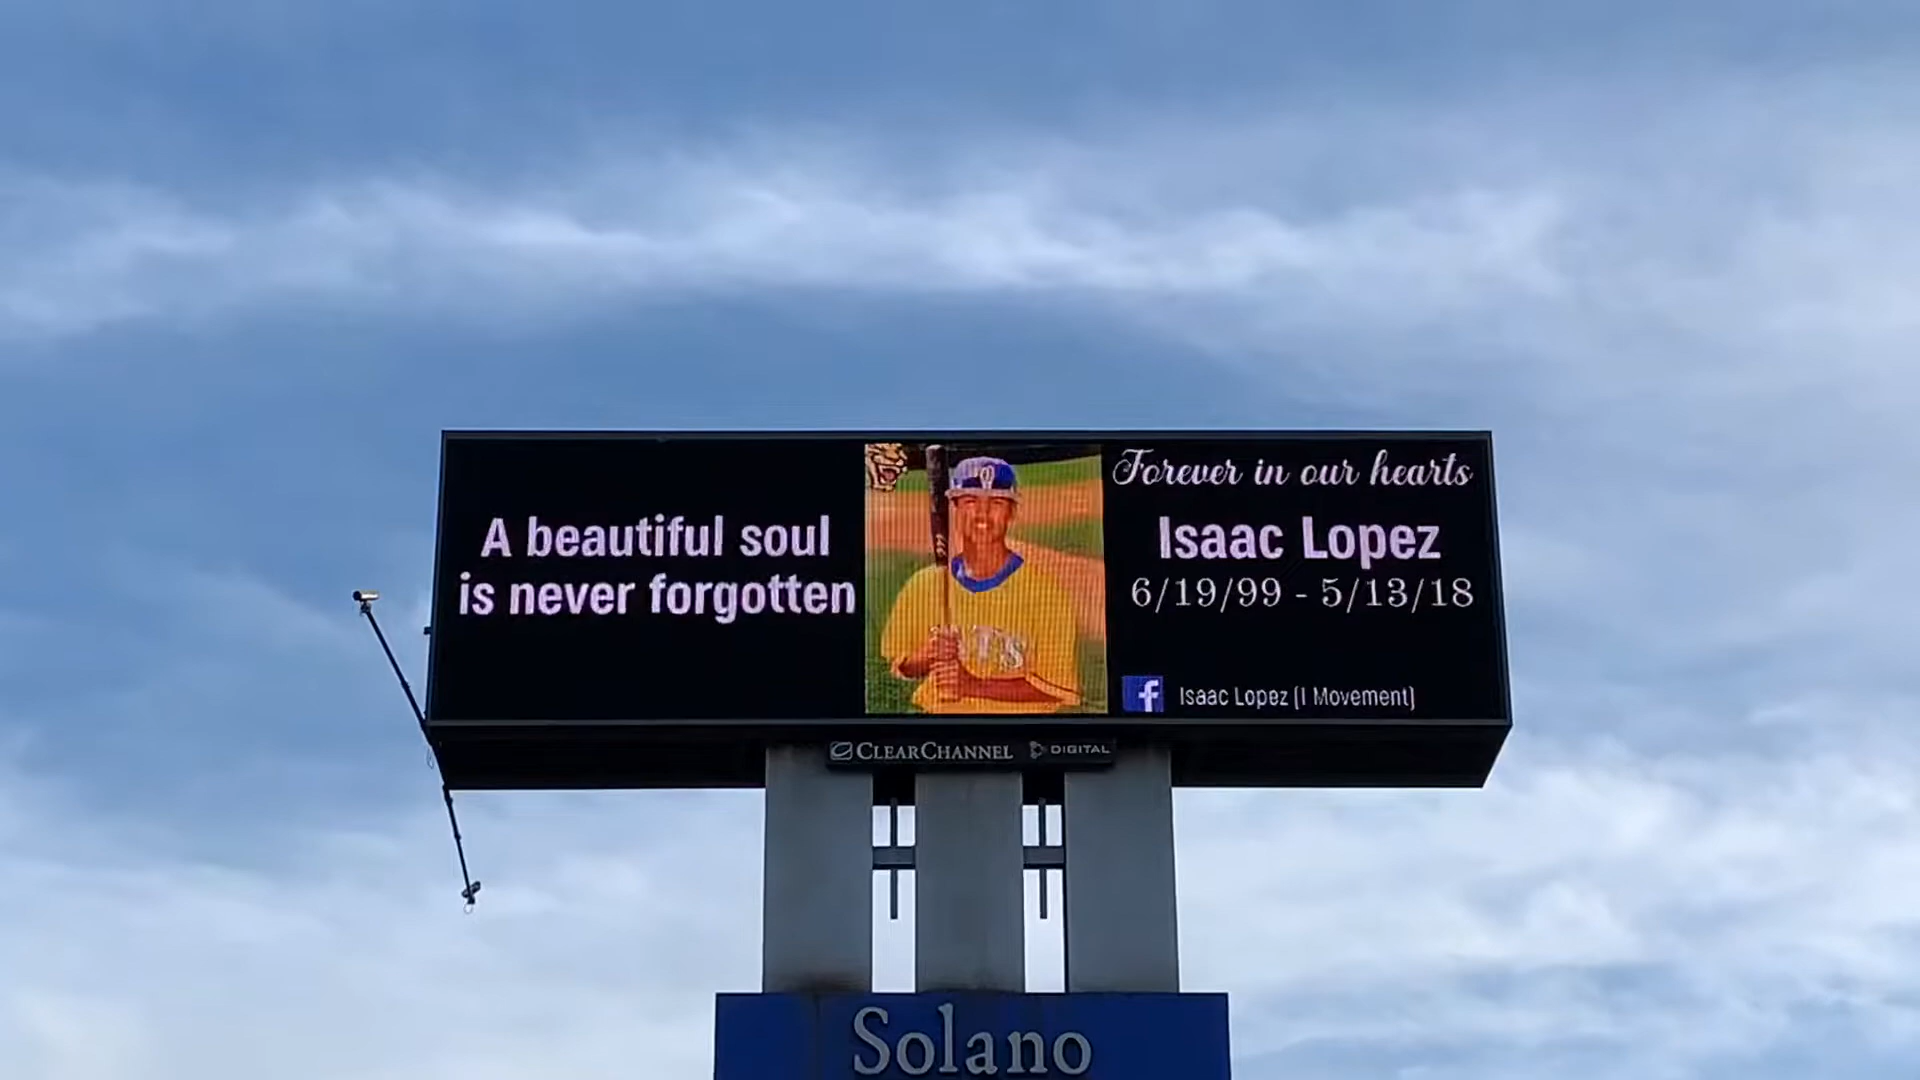 A beautiful soul
is never forgotten
Forever in our hearts
Isaac Lopez
6/19/99 - 5/13/18
f Isaac Lopez (I Movement)
CLEARCHANNEL DIGITAL
Solano